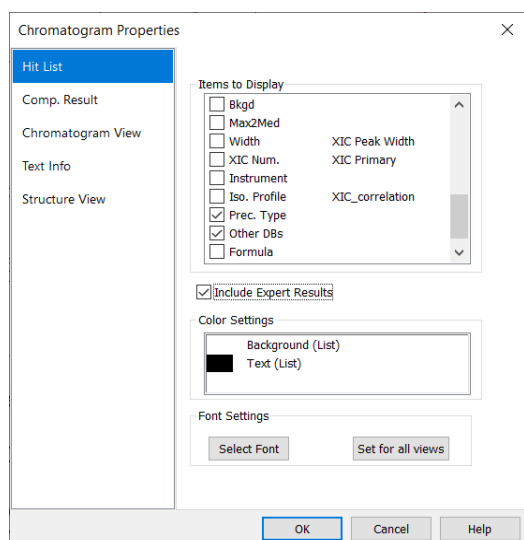 Chromatogram Properties
Hit List
Comp. Result
Chromatogram View
Text Info
Structure View
Items to Display
Bkgd
Max2Med
Width XIC Peak Width
XIC Num. XIC Primary
Instrument
Iso. Profile XIC_correlation
Prec. Type
Other DBs
Formula
Include Expert Results
Color Settings
Background (List)
Text (List)
Font Settings
Select Font Set for all views
OK Cancel Help